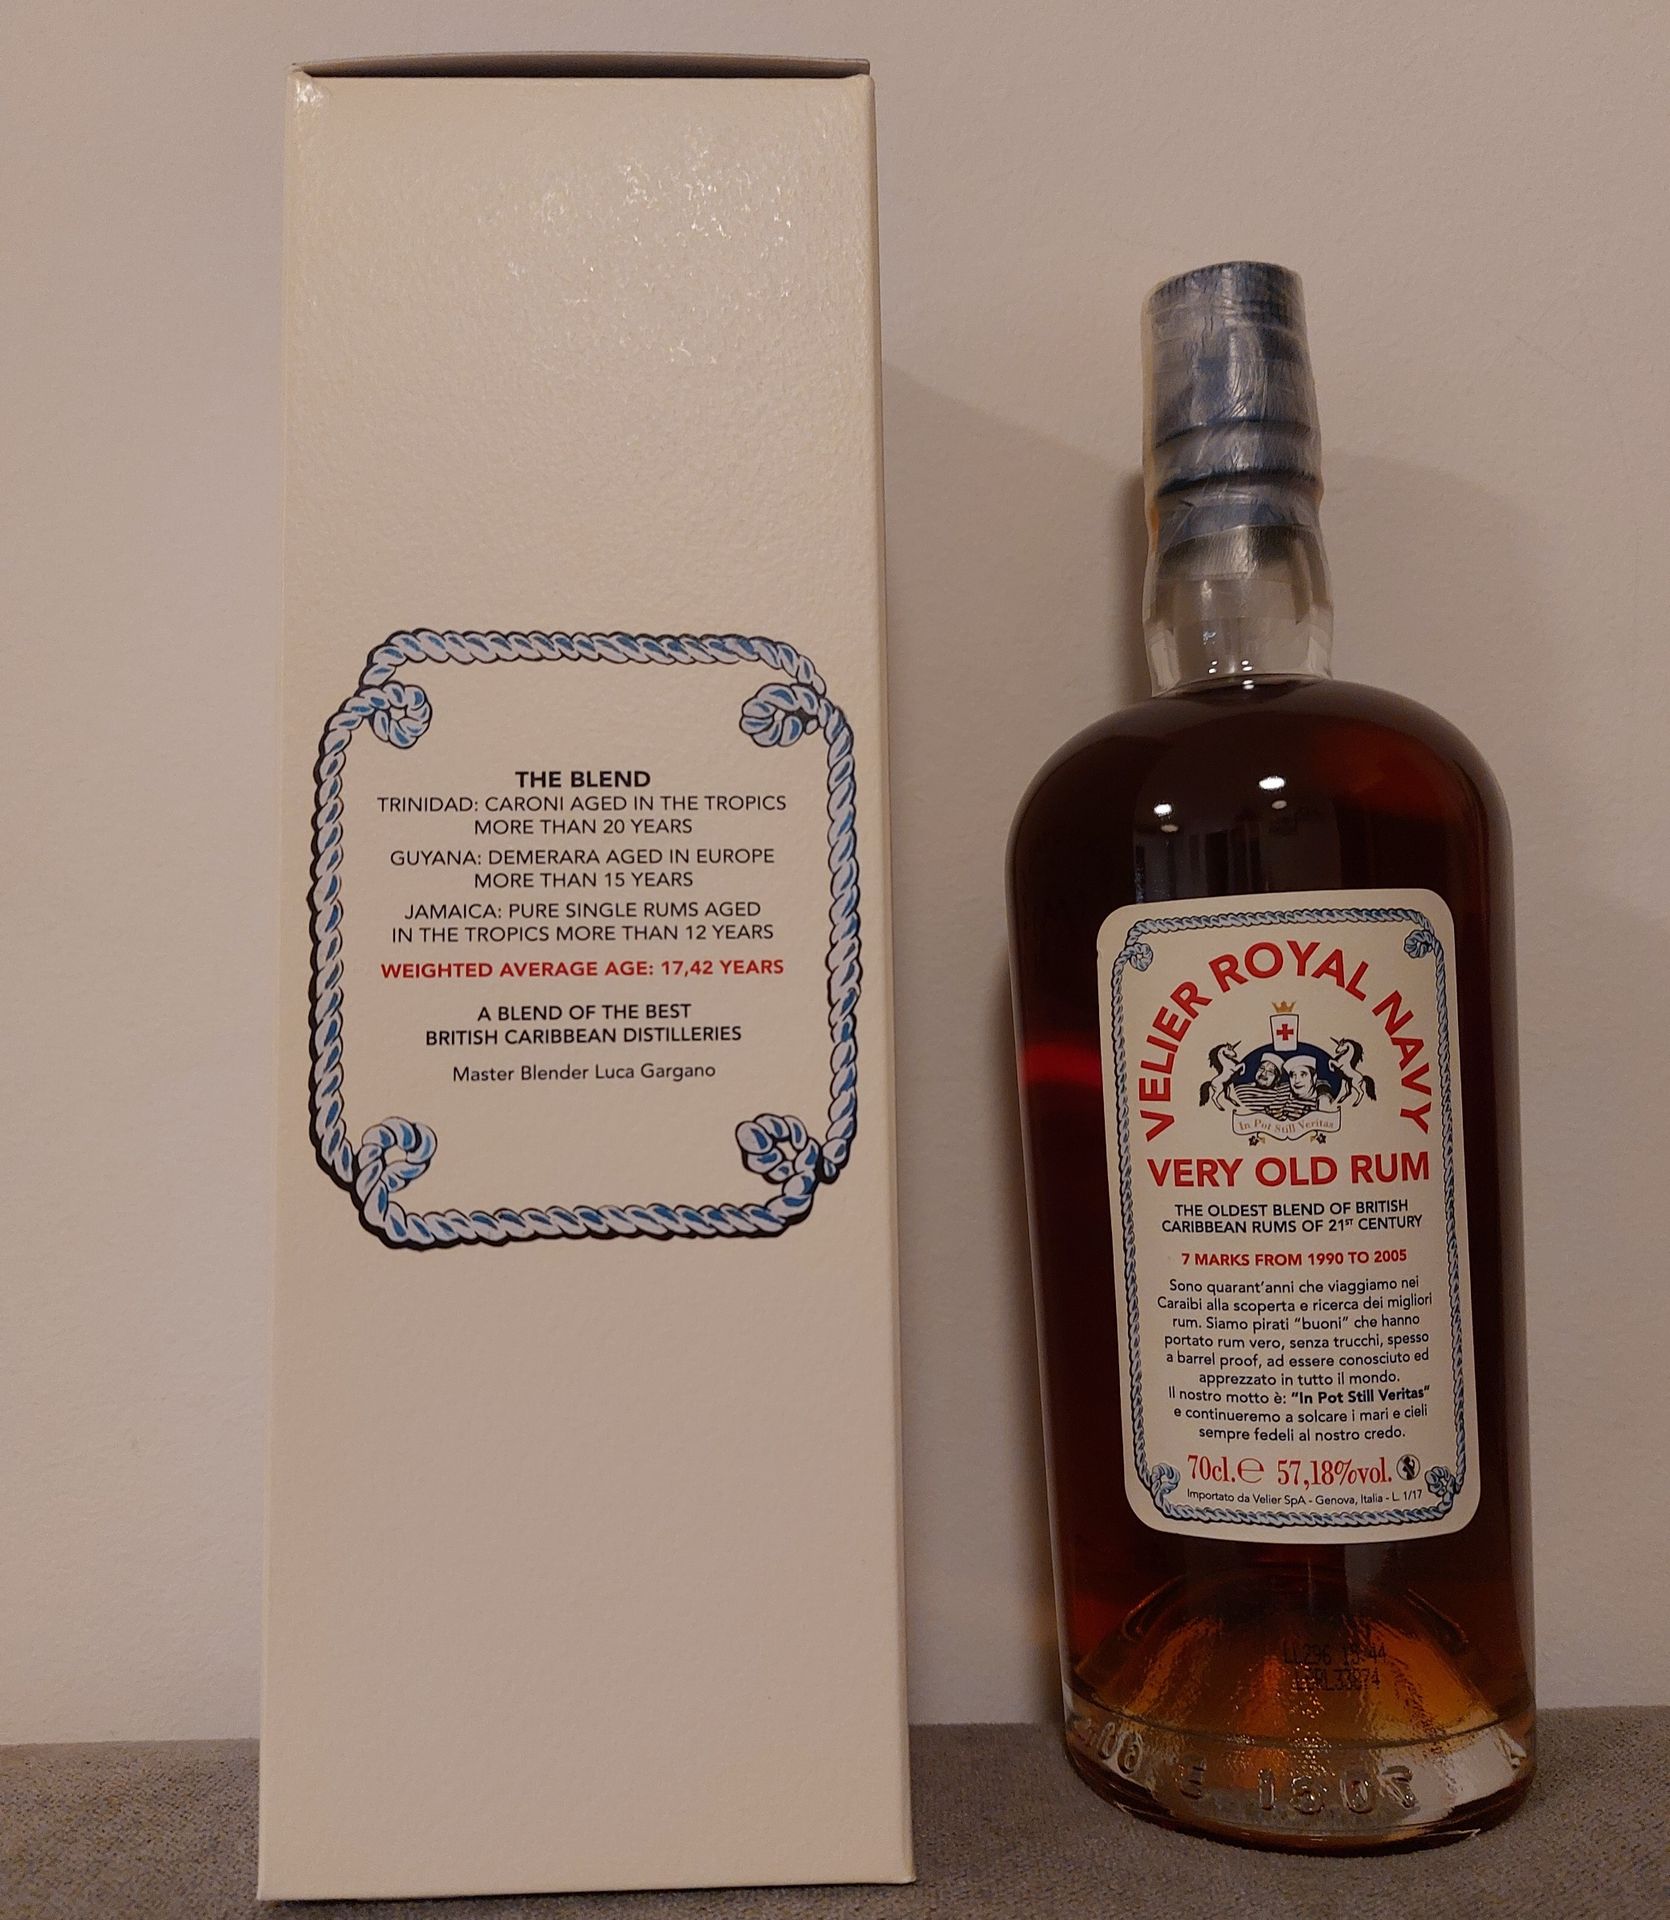 THE BLEND
TRINIDAD: CARONI AGED IN THE TROPICS
MORE THAN 20 YEARS
GUYANA: DEMERARA AGED IN EUROPE
MORE THAN 15 YEARS
JAMAICA: PURE SINGLE RUMS AGED
IN THE TROPICS MORE THAN 12 YEARS
WEIGHTED AVERAGE AGE: 17,42 YEARS
A BLEND OF THE BEST
BRITISH CARIBBEAN DISTILLERIES
Master Blender Luca Gargano
VELIER ROYAL NAVY
In Pot Still Veritas
VERY OLD RUM
THE OLDEST BLEND OF BRITISH
CARIBBEAN RUMS OF 21ST CENTURY
7 MARKS FROM 1990 TO 2005
Sono quarant'anni che viaggiamo nei
Caraibi alla scoperta e ricerca dei migliori
rum. Siamo pirati "buoni" che hanno
portato rum vero, senza trucchi, spesso
a barrel proof, ad essere conosciuto ed
apprezzato in tutto il mondo.
Il nostro motto è: "In Pot Still Veritas"
e continueremo a solcare i mari e cieli
sempre fedeli al nostro credo.
70cl.e 57,18%vol.
Importato da Velier SpA - Genova, Italia - L. 1/17